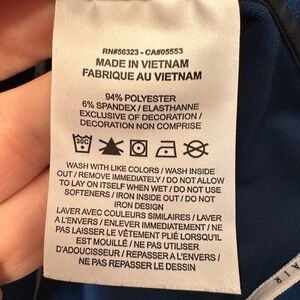 RN#56323 - CA#05553
MADE IN VIETNAM
FABRIQUE AU VIETNAM
94% POLYESTER
6% SPANDEX / ELASTHANNE
EXCLUSIVE OF DECORATION /
DECORATION NON COMPRISE
30C
WASH WITH LIKE COLORS / WASH INSIDE
OUT / REMOVE IMMEDIATELY / DO NOT ALLOW
TO LAY ON ITSELF WHEN WET / DO NOT USE
SOFTENERS / IRON INSIDE OUT / DO NOT
IRON DESIGN
LAVER AVEC COULEURS SIMILAIRES / LAVER
A L'ENVERS / ENLEVER IMMÉDIATEMENT / NE
PAS LAISSER LE VÊTEMENT PLIÉ LORSQU'IL
EST MOUILLÉ / NE PAS UTILISER
D'ADOUCISSEUR / REPASSER A L'ENVERS /
NE PAS REPASSER LE DESSIN
AIR